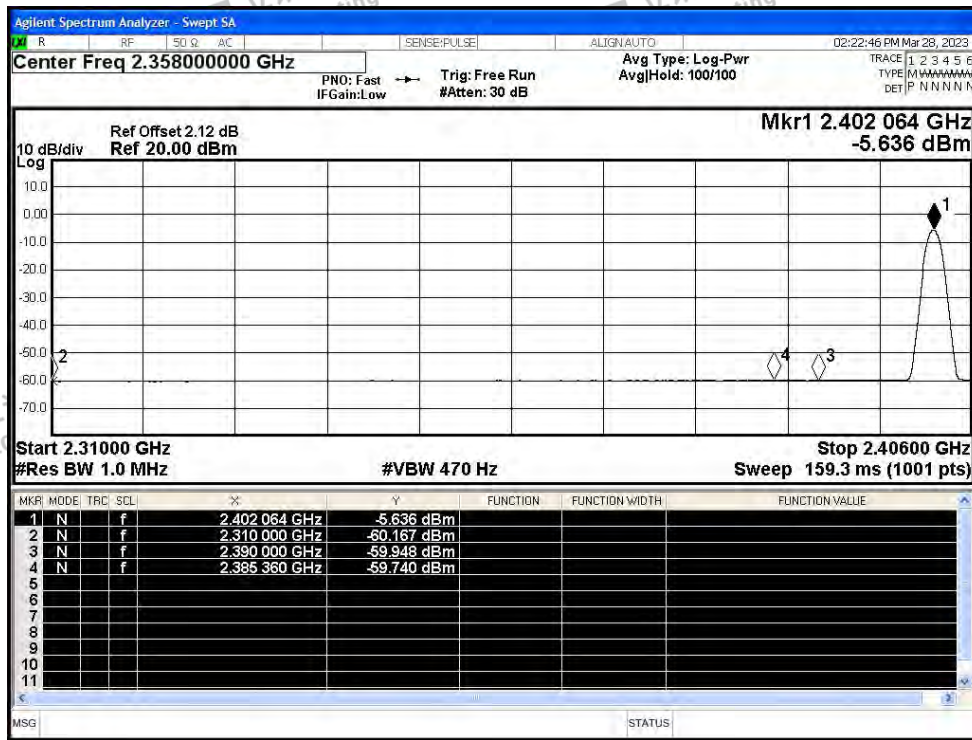 Agilent Spectrum Analyzer - Swept SA
R RF 50 Ω AC SENSE:PULSE ALIGN AUTO 02:22:46 PM Mar 28, 2023
Center Freq 2.358000000 GHz
PNO: Fast Trig: Free Run Avg Type: Log-Pwr TRACE 1 2 3 4 5 6
IFGain:Low #Atten: 30 dB Avg|Hold: 100/100 TYPE M
DET P N N N N N
Mkr1 2.402 064 GHz
-5.636 dBm
Ref Offset 2.12 dB
10 dB/div Ref 20.00 dBm
Log
10.0
0.00
-10.0
-20.0
-30.0
-40.0
-50.0
-60.0
-70.0
1
2
4
3
Start 2.31000 GHz Stop 2.40600 GHz
#Res BW 1.0 MHz #VBW 470 Hz Sweep 159.3 ms (1001 pts)
MKR MODE TRC SCL X Y FUNCTION FUNCTION WIDTH FUNCTION VALUE
1 N f 2.402 064 GHz -5.636 dBm
2 N f 2.310 000 GHz -60.167 dBm
3 N f 2.390 000 GHz -59.948 dBm
4 N f 2.385 360 GHz -59.740 dBm
5
6
7
8
9
10
11
MSG STATUS